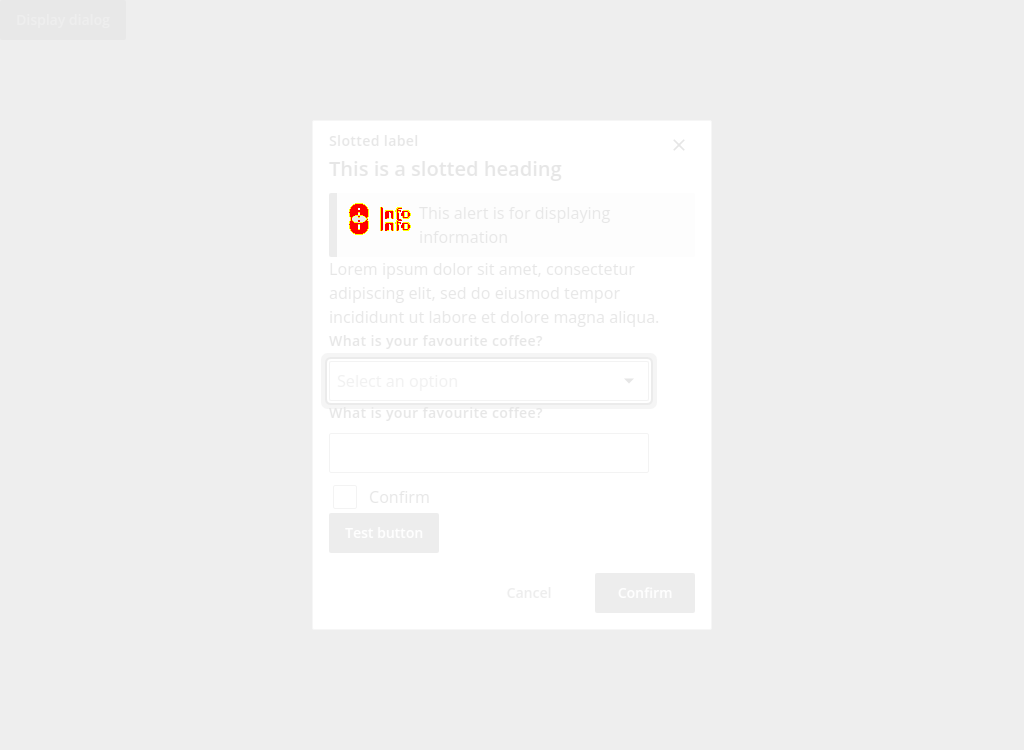 Display dialog
Slotted label
This is a slotted heading
Info
Info
This alert is for displaying
information
Lorem ipsum dolor sit amet, consectetur
adipiscing elit, sed do eiusmod tempor
incididunt ut labore et dolore magna aliqua.
What is your favourite coffee?
Select an option
What is your favourite coffee?
Confirm
Test button
Cancel
Confirm